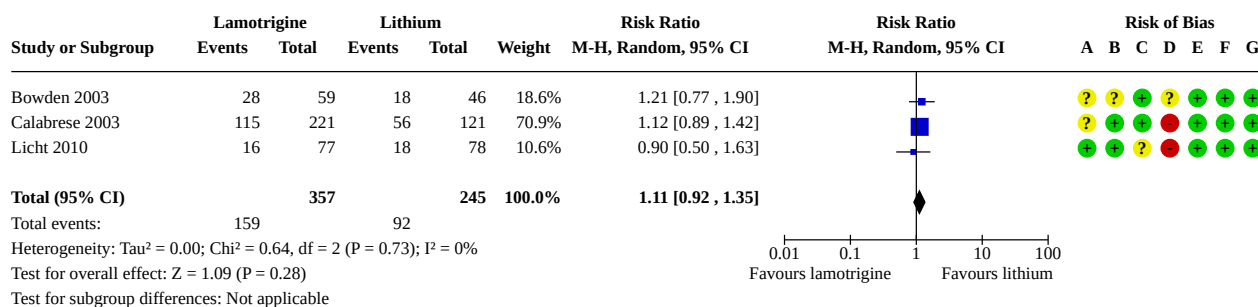 Lamotrigine Lithium Risk Ratio Risk Ratio Risk of Bias
Study or Subgroup Events Total Events Total Weight M-H, Random, 95% CI M-H, Random, 95% CI A B C D E F G
Bowden 2003 28 59 18 46 18.6% 1.21 [0.77 , 1.90] ? ? + ? + + +
Calabrese 2003 115 221 56 121 70.9% 1.12 [0.89 , 1.42] ? + + - + + +
Licht 2010 16 77 18 78 10.6% 0.90 [0.50 , 1.63] + + ? - + + +
Total (95% CI) 357 245 100.0% 1.11 [0.92 , 1.35]
Total events: 159 92
Heterogeneity: Tau² = 0.00; Chi² = 0.64, df = 2 (P = 0.73); I² = 0%
0.01 0.1 1 10 100
Test for overall effect: Z = 1.09 (P = 0.28) Favours lamotrigine Favours lithium
Test for subgroup differences: Not applicable